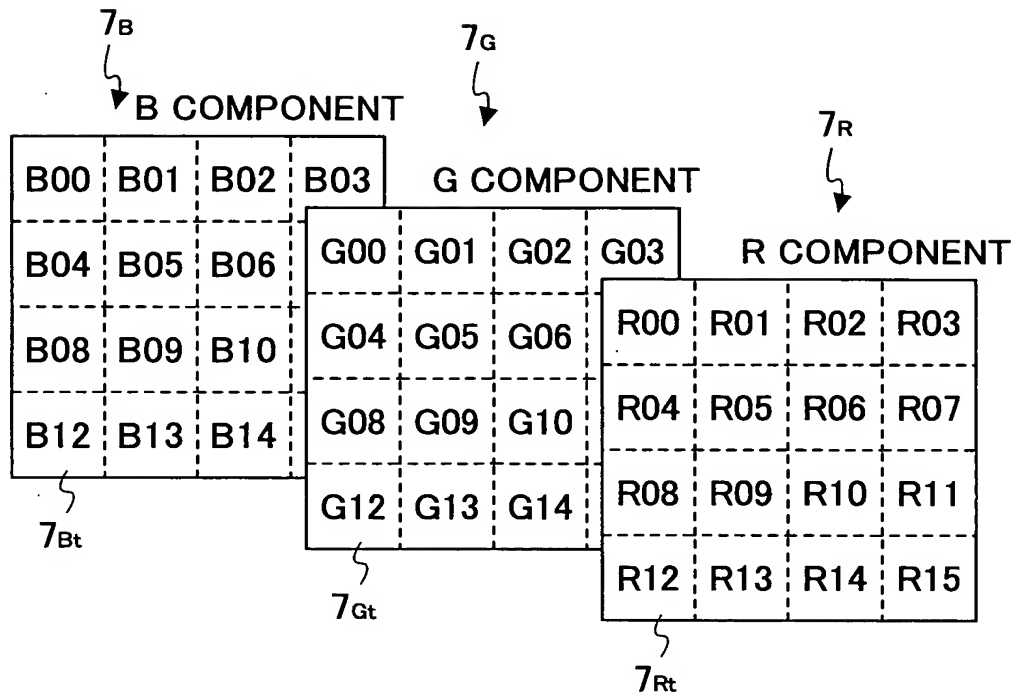 7B
B COMPONENT
B00 B01 B02 B03
B04 B05 B06
B08 B09 B10
B12 B13 B14
7Bt
7G
G COMPONENT
G00 G01 G02 G03
G04 G05 G06
G08 G09 G10
G12 G13 G14
7Gt
7R
R COMPONENT
R00 R01 R02 R03
R04 R05 R06 R07
R08 R09 R10 R11
R12 R13 R14 R15
7Rt